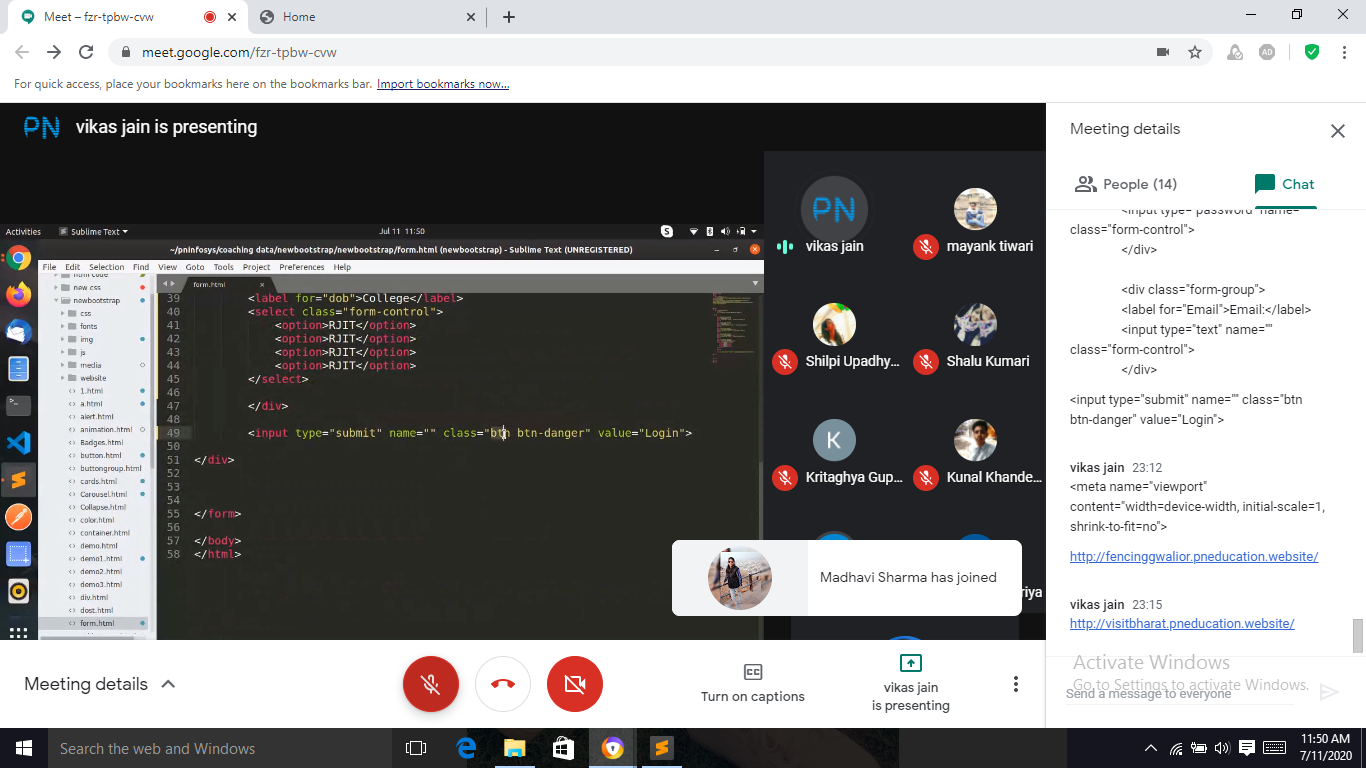 Meet – fzr-tpbw-cvw
Home
meet.google.com/fzr-tpbw-cvw
AD
For quick access, place your bookmarks here on the bookmarks bar. Import bookmarks now...
PN vikas jain is presenting
Activities
Sublime Text
Jul 11 11:50
~/pninfosys/coaching data/newbootstrap/newbootstrap/form.html (newbootstrap) - Sublime Text (UNREGISTERED)
File Edit Selection Find View Goto Tools Project Preferences Help
html code
new css
newbootstrap
css
fonts
img
js
media
website
1.html
a.html
alert.html
animation.html
Badges.html
button.html
buttongroup.html
cards.html
Carousel.html
Collapse.html
color.html
container.html
demo.html
demo1.html
demo2.html
demo3.html
div.html
dost.html
form.html
form.html
39 <label for="dob">College</label>
40 <select class="form-control">
41 <option>RJIT</option>
42 <option>RJIT</option>
43 <option>RJIT</option>
44 <option>RJIT</option>
45 </select>
46
47 </div>
48
49 <input type="submit" name="" class="btn btn-danger" value="Login">
50
51 </div>
52
53
54
55 </form>
56
57 </body>
58 </html>
PN
vikas jain
mayank tiwari
Shilpi Upadhy...
Shalu Kumari
K
Kritaghya Gup...
Kunal Khande...
riya
Madhavi Sharma has joined
Meeting details
People (14)
Chat
<input type="password" name=""
class="form-control">
</div>
<div class="form-group">
<label for="Email">Email:</label>
<input type="text" name=""
class="form-control">
</div>
<input type="submit" name="" class="btn
btn-danger" value="Login">
vikas jain 23:12
<meta name="viewport"
content="width=device-width, initial-scale=1,
shrink-to-fit=no">
http://fencinggwalior.pneducation.website/
vikas jain 23:15
http://visitbharat.pneducation.website/
Activate Windows
Go to Settings to activate Windows.
Send a message to everyone
Meeting details
CC
Turn on captions
vikas jain
is presenting
Search the web and Windows
11:50 AM
7/11/2020